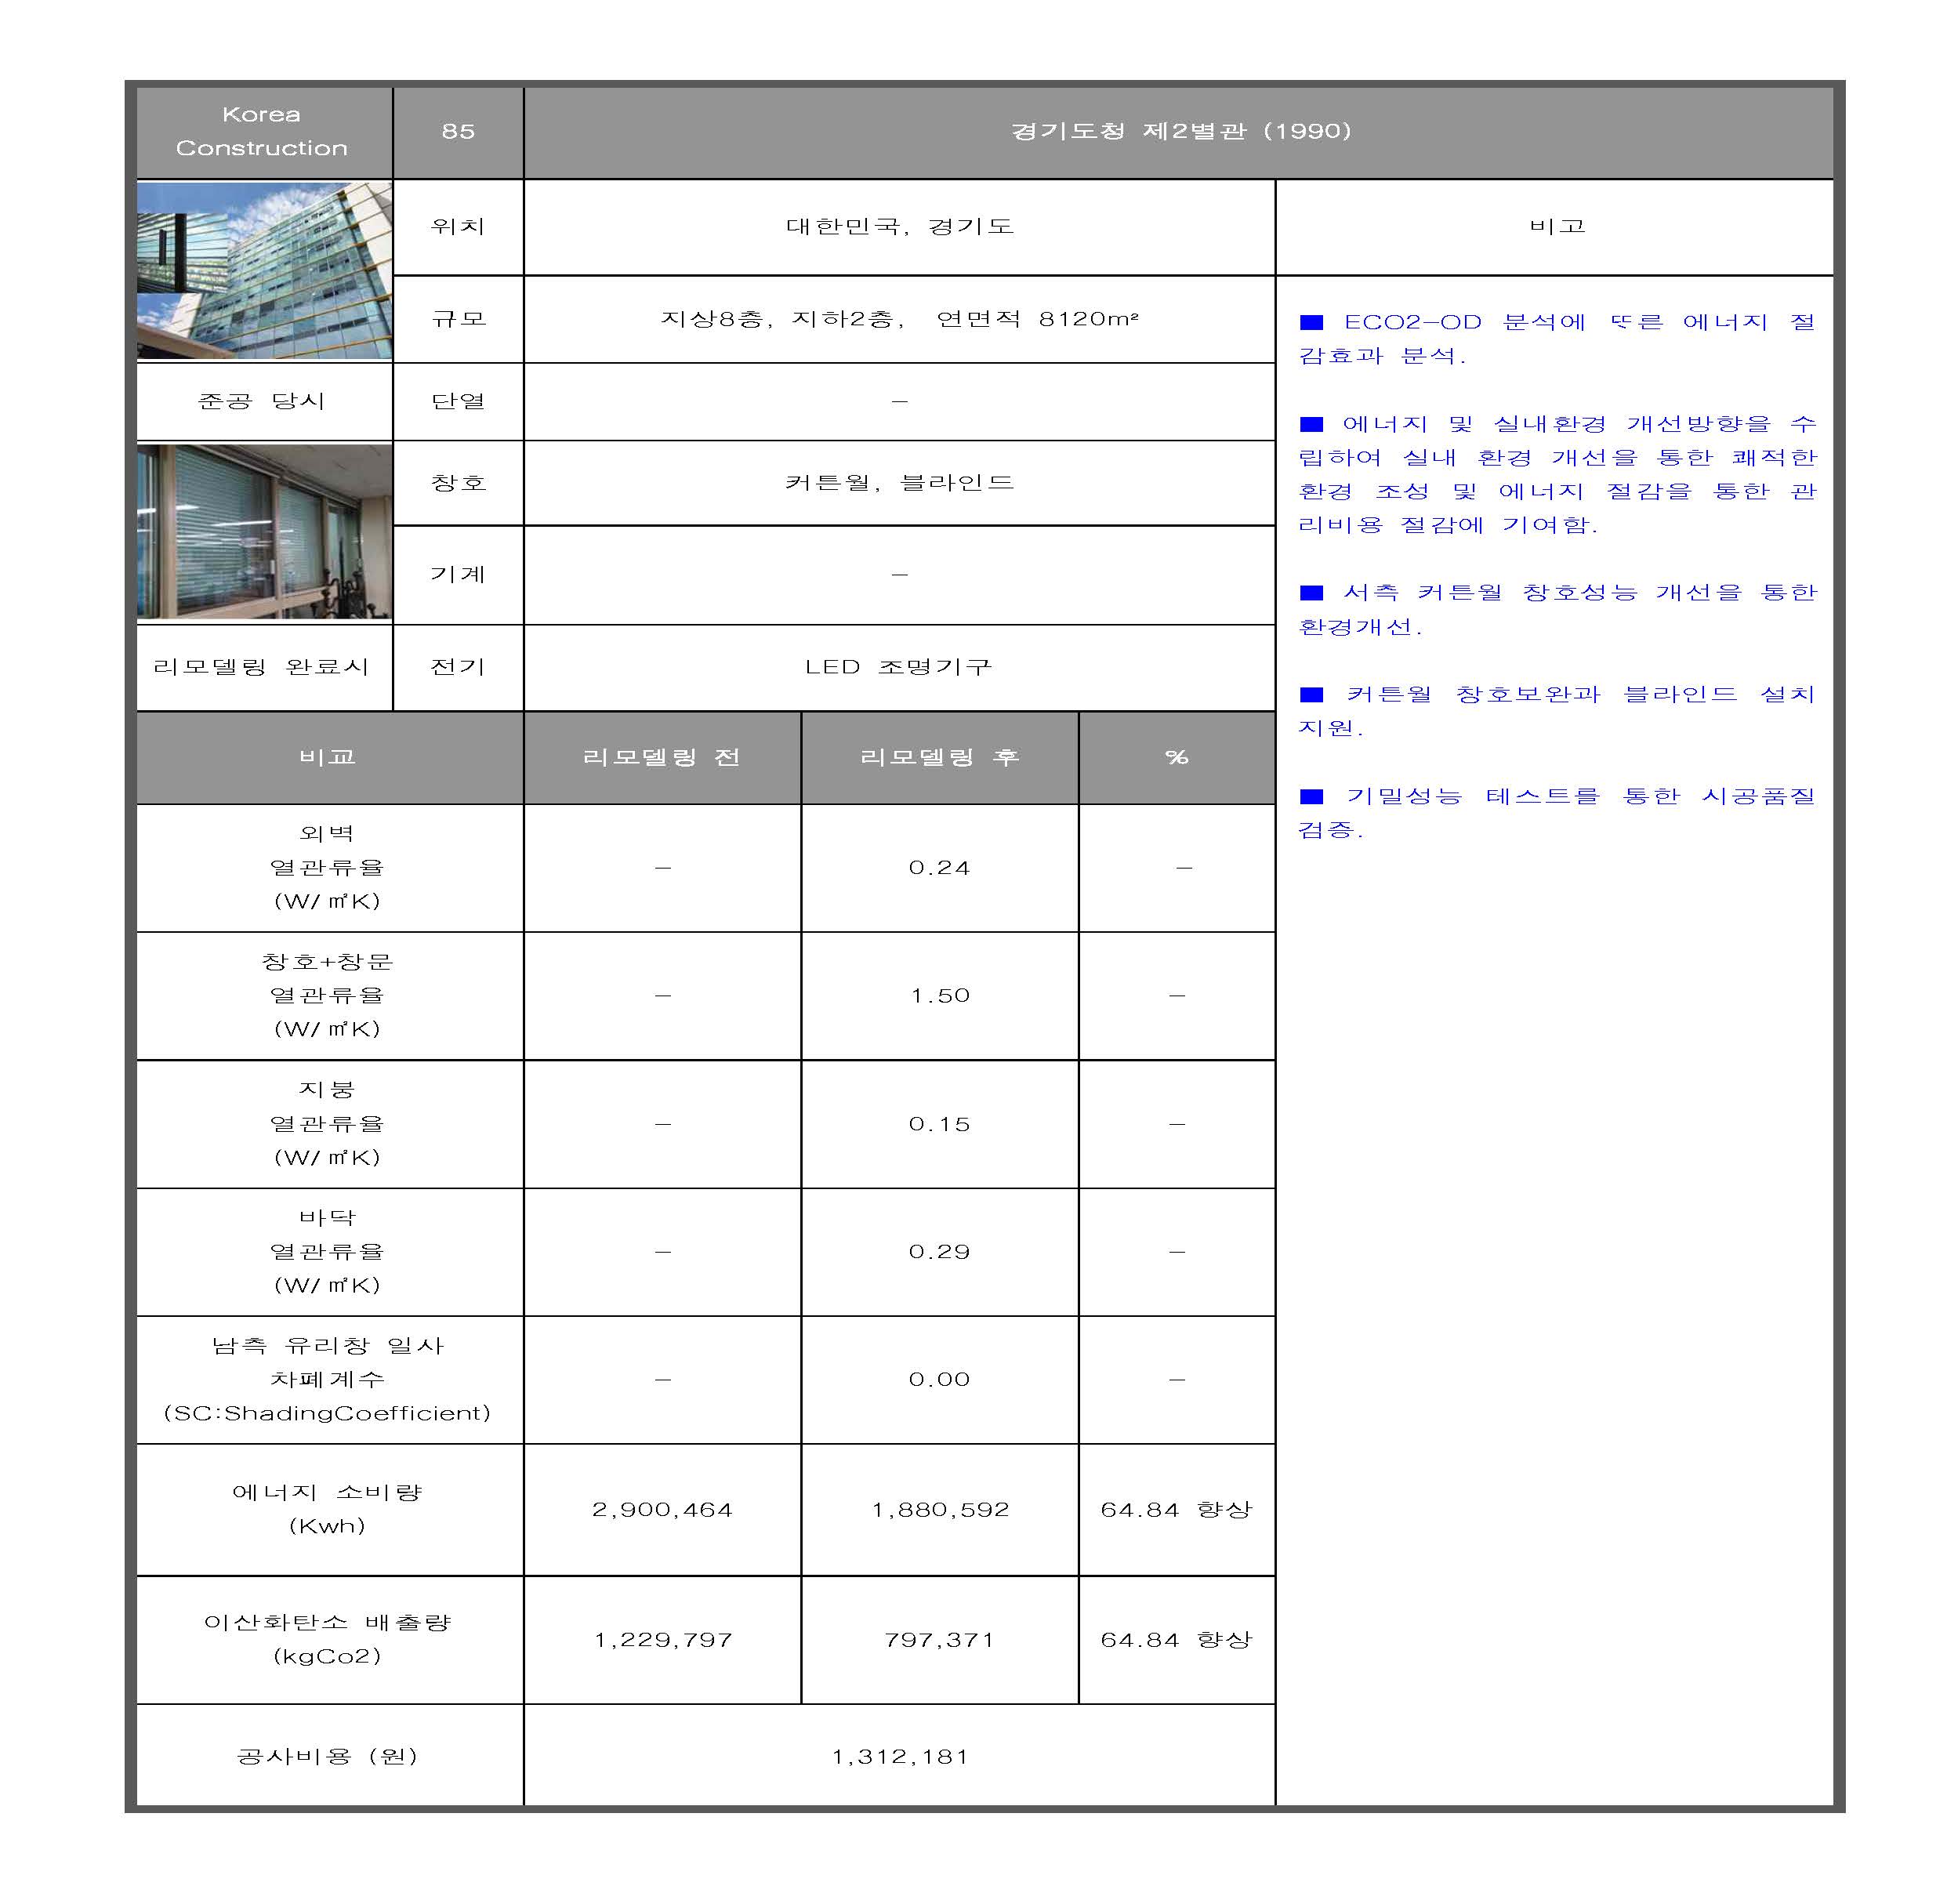 Korea
Construction
85
경기도청 제2별관 (1990)
위치
대한민국, 경기도
비고
규모
지상8층, 지하2층, 연면적 8120m²
준공 당시
단열
–
창호
커튼월, 블라인드
기계
–
리모델링 완료시
전기
LED 조명기구
■ ECO2-OD 분석에 따른 에너지 절
감효과 분석.
■ 에너지 및 실내환경 개선방향을 수
립하여 실내 환경 개선을 통한 쾌적한
환경 조성 및 에너지 절감을 통한 관
리비용 절감에 기여함.
■ 서측 커튼월 창호성능 개선을 통한
환경개선.
■ 커튼월 창호보완과 블라인드 설치
지원.
■ 기밀성능 테스트를 통한 시공품질
검증.
비교
리모델링 전
리모델링 후
%
외벽
열관류율
(W/㎡K)
–
0.24
–
창호+창문
열관류율
(W/㎡K)
–
1.50
–
지붕
열관류율
(W/㎡K)
–
0.15
–
바닥
열관류율
(W/㎡K)
–
0.29
–
남측 유리창 일사
차폐계수
(SC:ShadingCoefficient)
–
0.00
–
에너지 소비량
(Kwh)
2,900,464
1,880,592
64.84 향상
이산화탄소 배출량
(kgCo2)
1,229,797
797,371
64.84 향상
공사비용 (원)
1,312,181